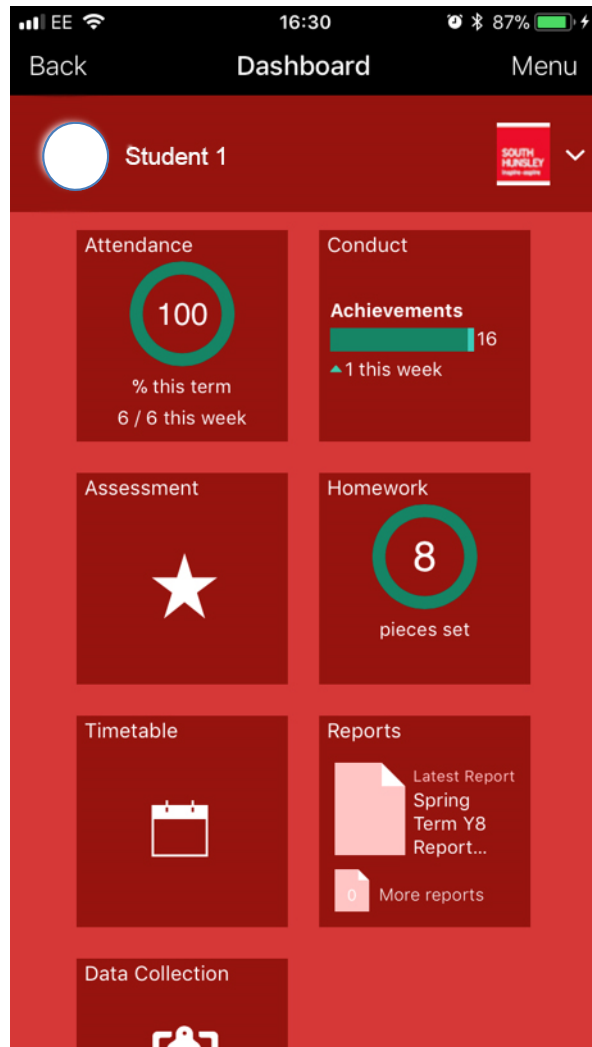 EE 16:30 87%
Back Dashboard Menu
Student 1
SOUTH
HUNSLEY
inspire-aspire
Attendance
100
% this term
6 / 6 this week
Conduct
Achievements
16
1 this week
Assessment
Homework
8
pieces set
Timetable
Reports
Latest Report
Spring
Term Y8
Report...
0 More reports
Data Collection